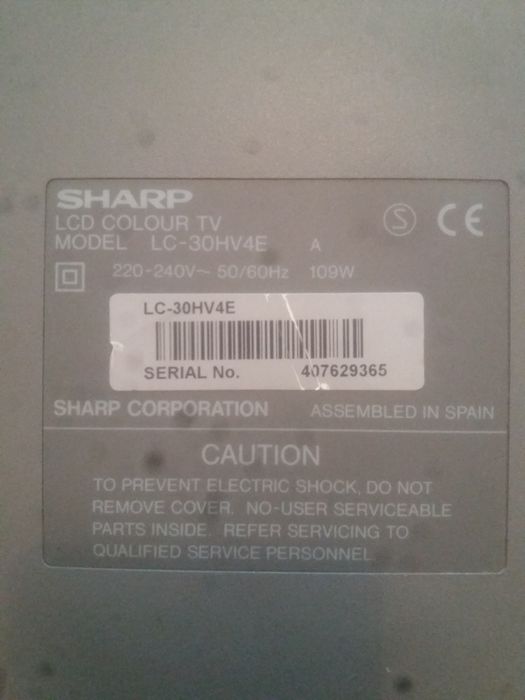 SHARP
LCD COLOUR TV
MODEL LC-30HV4E A
S CE
220-240V~ 50/60Hz 109W
LC-30HV4E
SERIAL No. 407629365
SHARP CORPORATION ASSEMBLED IN SPAIN
CAUTION
TO PREVENT ELECTRIC SHOCK, DO NOT
REMOVE COVER. NO-USER SERVICEABLE
PARTS INSIDE. REFER SERVICING TO
QUALIFIED SERVICE PERSONNEL